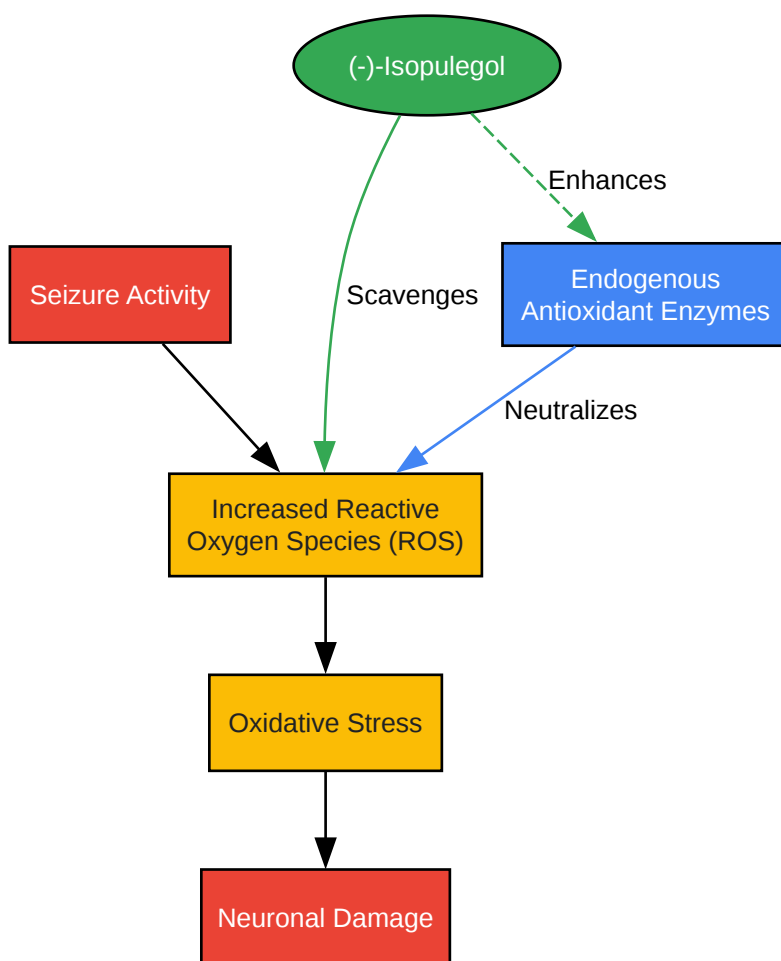 (-)-Isopulegol
Enhances
Seizure Activity
Scavenges
Endogenous
Antioxidant Enzymes
Neutralizes
Increased Reactive
Oxygen Species (ROS)
Oxidative Stress
Neuronal Damage